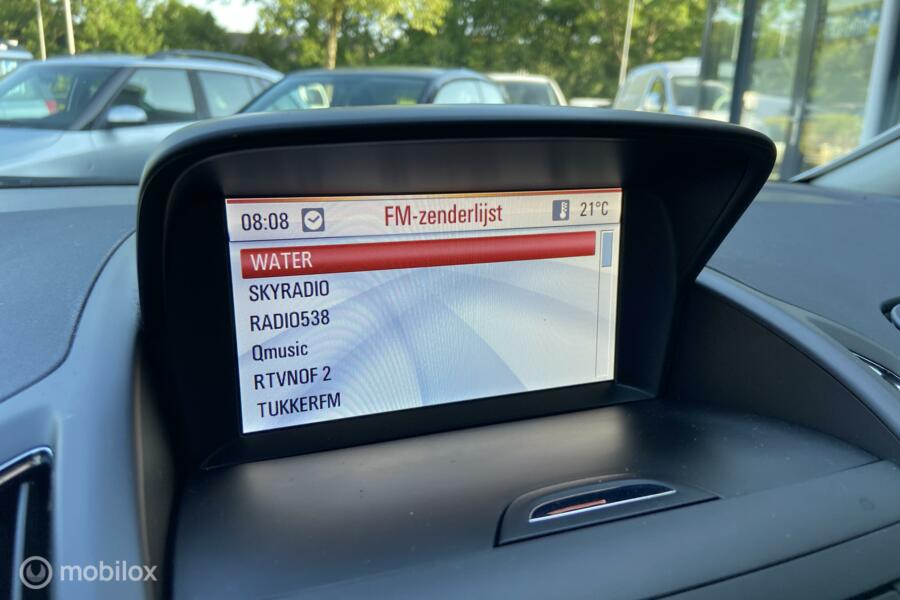 08:08 FM-zenderlijst 21°C
WATER
SKYRADIO
RADIO538
Qmusic
RTVNOF 2
TUKKERFM
mobilox